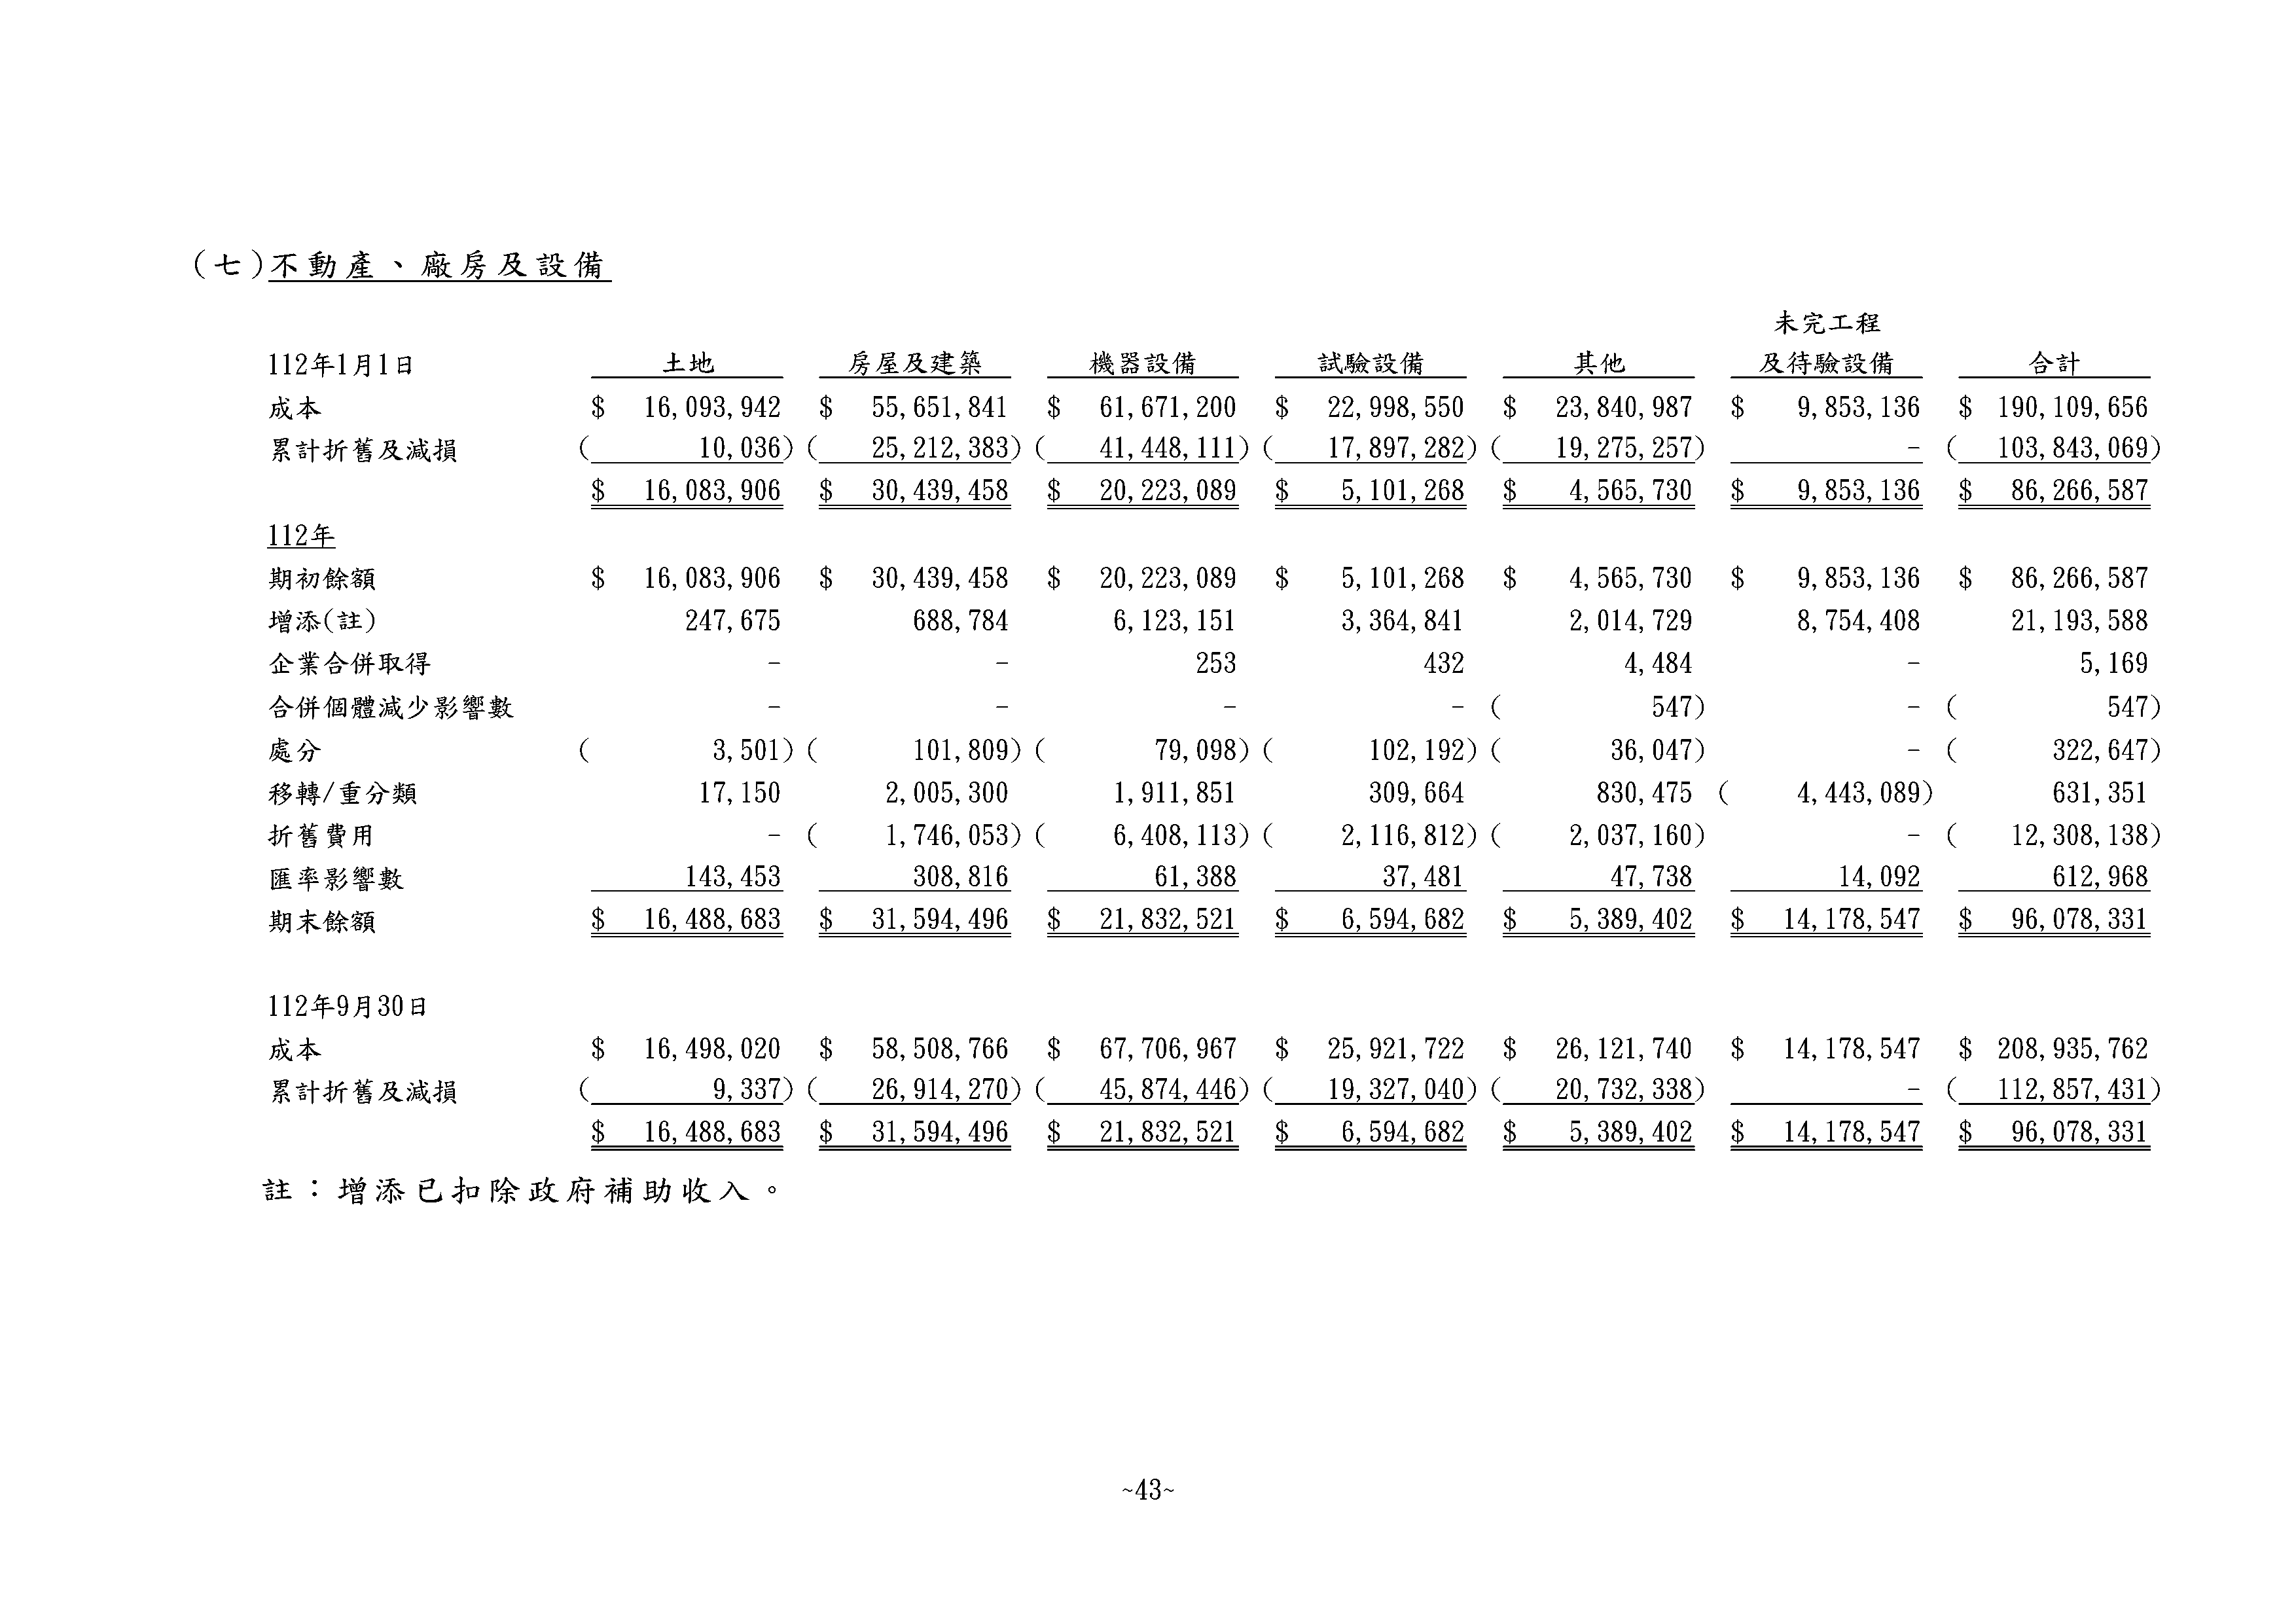 (七)不動產、廠房及設備
未完工程
112年1月1日 土地 房屋及建築 機器設備 試驗設備 其他 及待驗設備 合計
成本 $ 16,093,942 $ 55,651,841 $ 61,671,200 $ 22,998,550 $ 23,840,987 $ 9,853,136 $ 190,109,656
累計折舊及減損 ( 10,036) ( 25,212,383) ( 41,448,111) ( 17,897,282) ( 19,275,257) - ( 103,843,069)
$ 16,083,906 $ 30,439,458 $ 20,223,089 $ 5,101,268 $ 4,565,730 $ 9,853,136 $ 86,266,587
112年
期初餘額 $ 16,083,906 $ 30,439,458 $ 20,223,089 $ 5,101,268 $ 4,565,730 $ 9,853,136 $ 86,266,587
增添(註) 247,675 688,784 6,123,151 3,364,841 2,014,729 8,754,408 21,193,588
企業合併取得 - - 253 432 4,484 - 5,169
合併個體減少影響數 - - - - ( 547) - ( 547)
處分 ( 3,501) ( 101,809) ( 79,098) ( 102,192) ( 36,047) - ( 322,647)
移轉/重分類 17,150 2,005,300 1,911,851 309,664 830,475 ( 4,443,089) 631,351
折舊費用 - ( 1,746,053) ( 6,408,113) ( 2,116,812) ( 2,037,160) - ( 12,308,138)
匯率影響數 143,453 308,816 61,388 37,481 47,738 14,092 612,968
期末餘額 $ 16,488,683 $ 31,594,496 $ 21,832,521 $ 6,594,682 $ 5,389,402 $ 14,178,547 $ 96,078,331
112年9月30日
成本 $ 16,498,020 $ 58,508,766 $ 67,706,967 $ 25,921,722 $ 26,121,740 $ 14,178,547 $ 208,935,762
累計折舊及減損 ( 9,337) ( 26,914,270) ( 45,874,446) ( 19,327,040) ( 20,732,338) - ( 112,857,431)
$ 16,488,683 $ 31,594,496 $ 21,832,521 $ 6,594,682 $ 5,389,402 $ 14,178,547 $ 96,078,331
註：增添已扣除政府補助收入。
~43~